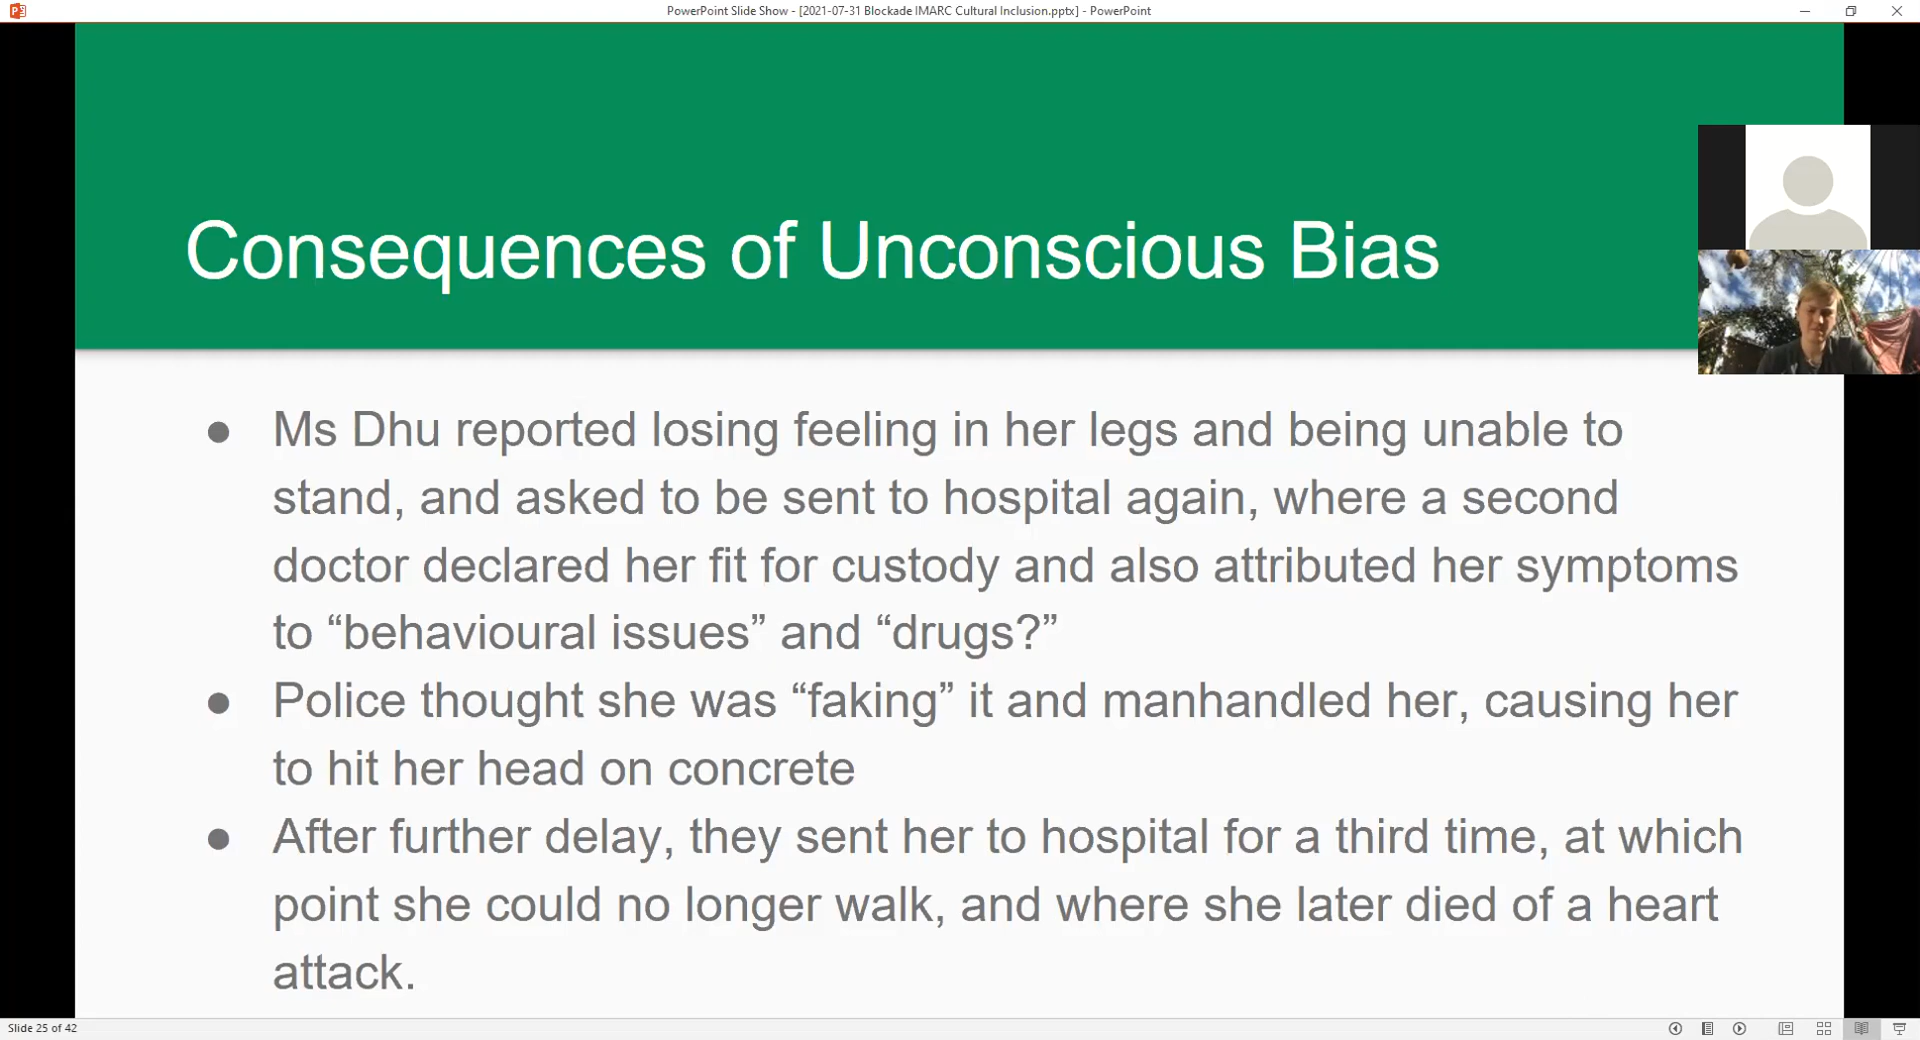 PowerPoint Slide Show - [2021-07-31 Blockade IMARC Cultural Inclusion.pptx] - PowerPoint
Consequences of Unconscious Bias
● Ms Dhu reported losing feeling in her legs and being unable to
stand, and asked to be sent to hospital again, where a second
doctor declared her fit for custody and also attributed her symptoms
to “behavioural issues” and “drugs?”
● Police thought she was “faking” it and manhandled her, causing her
to hit her head on concrete
● After further delay, they sent her to hospital for a third time, at which
point she could no longer walk, and where she later died of a heart
attack.
Slide 25 of 42